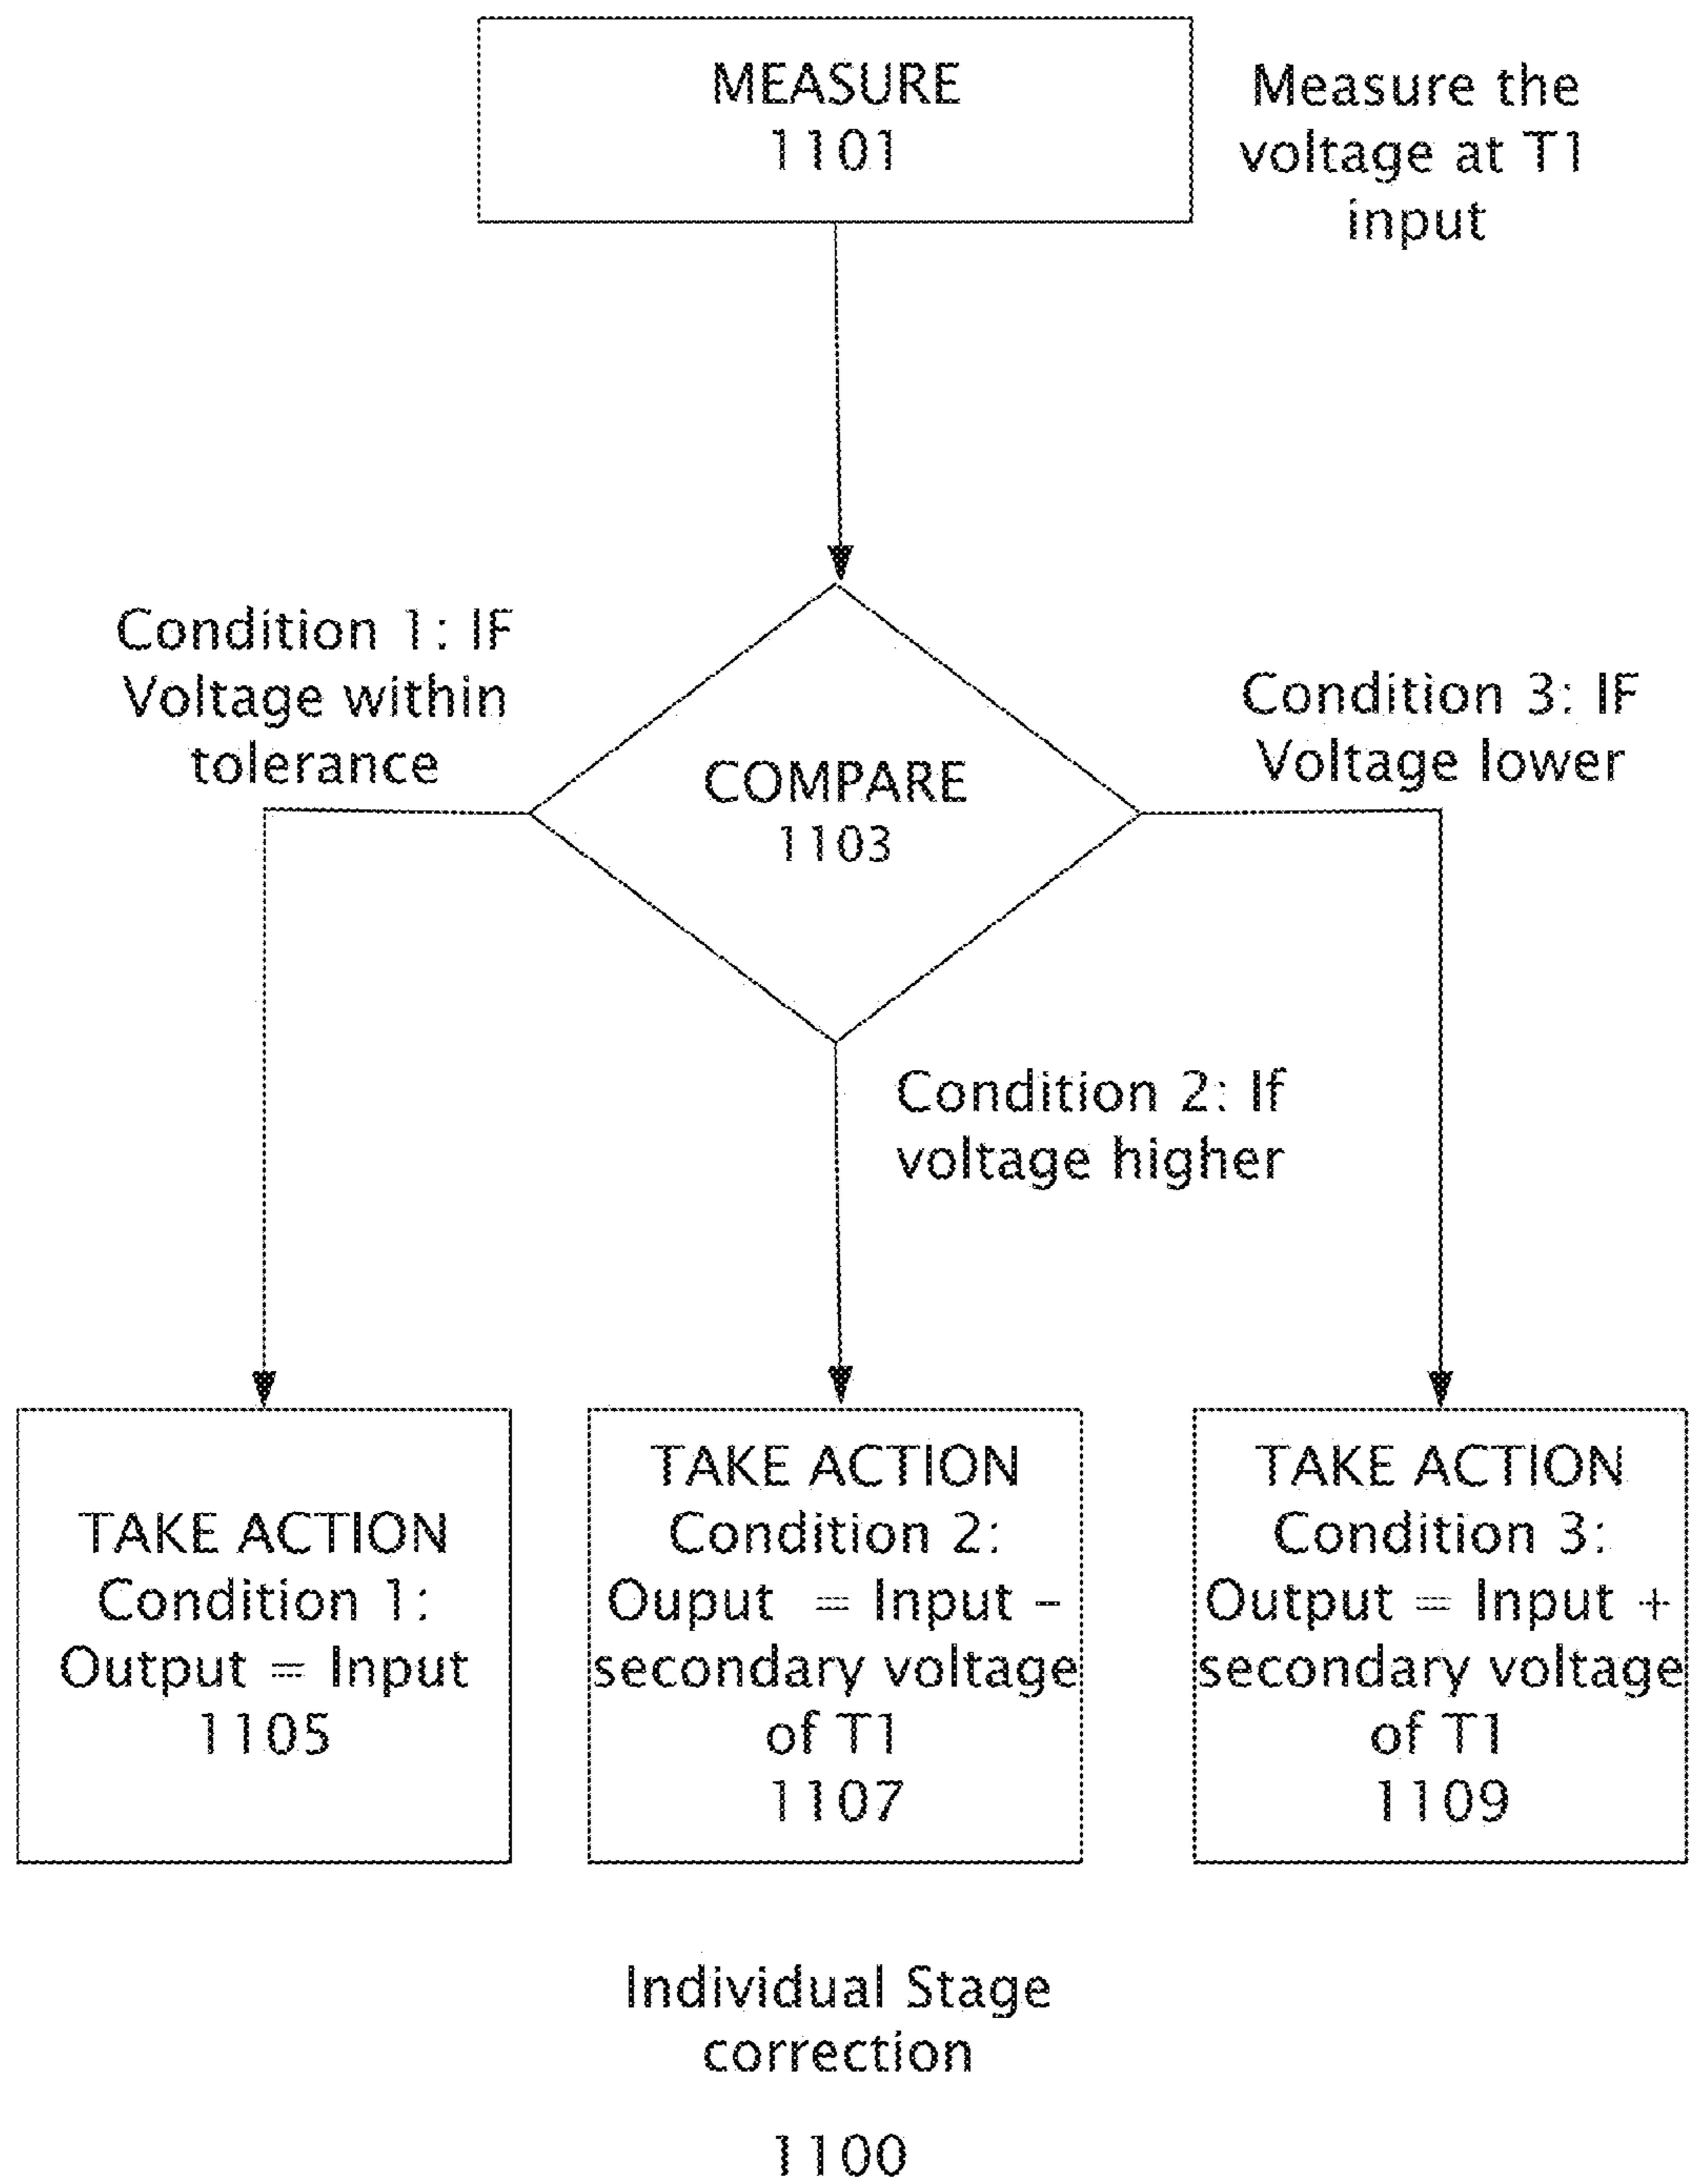 MEASURE
1101
Measure the
voltage at T1
input
Condition 1: IF
Voltage within
tolerance
COMPARE
1103
Condition 3: IF
Voltage lower
Condition 2: If
voltage higher
TAKE ACTION
Condition 1:
Output = Input
1105
TAKE ACTION
Condition 2:
Ouput = Input -
secondary voltage
of T1
1107
TAKE ACTION
Condition 3:
Output = Input +
secondary voltage
of T1
1109
Individual Stage
correction
1100